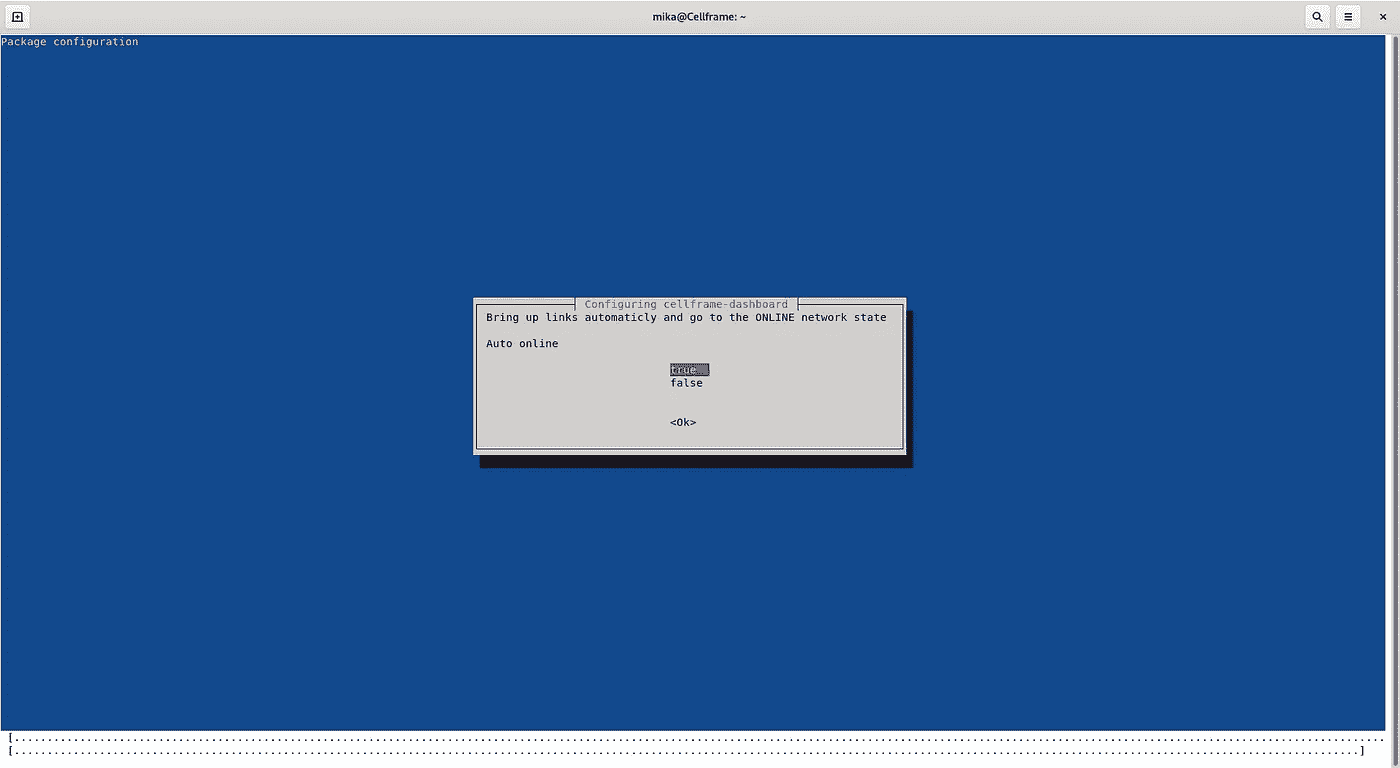 mika@Cellframe: ~
Package configuration
Configuring cellframe-dashboard
Bring up links automaticly and go to the ONLINE network state
Auto online
true
false
<Ok>